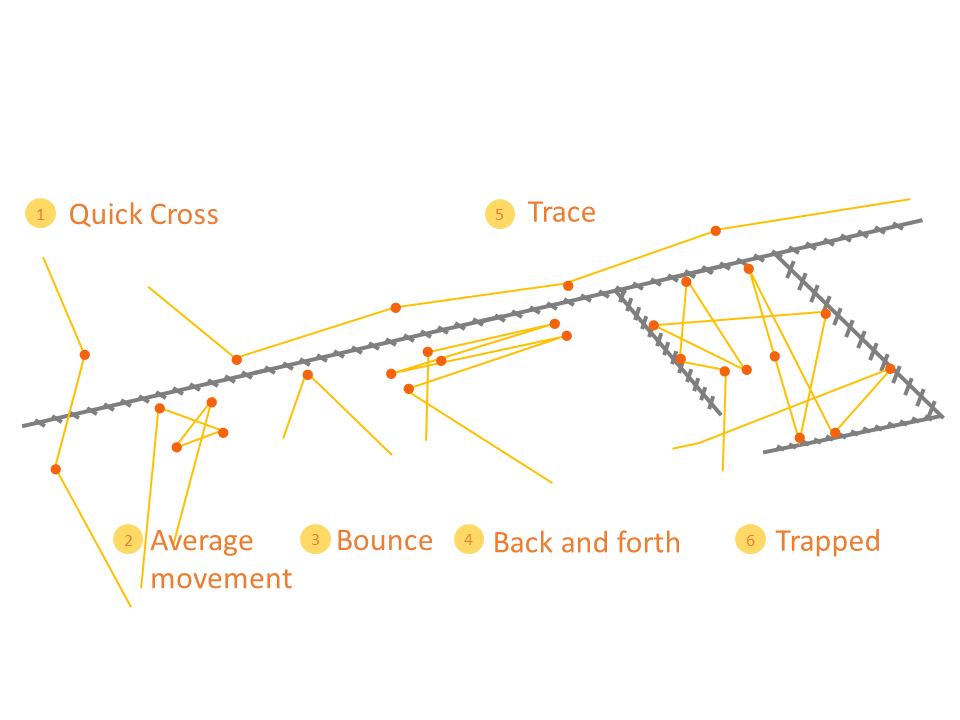 1 Quick Cross
5 Trace
2 Average
movement
3 Bounce
4 Back and forth
6 Trapped